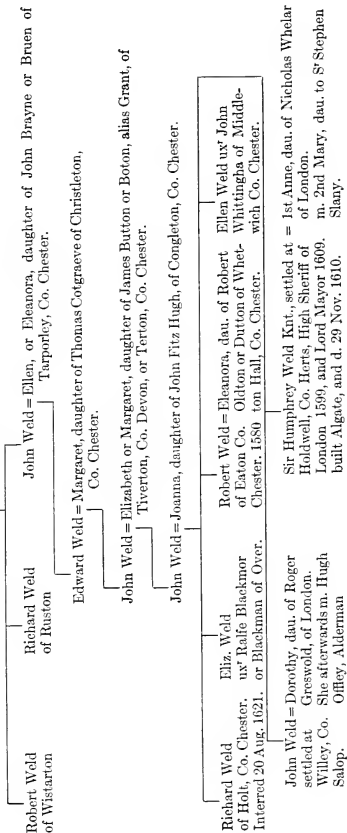 Robert Weld
of Wistarton
Richard Weld
of Ruston
John Weld = Ellen, or Eleanora, daughter of John Brayne or Bruen of
Tarporley, Co. Chester.
Edward Weld = Margaret, daughter of Thomas Cotgraeve of Christleton,
Co. Chester.
John Weld = Elizabeth or Margaret, daughter of James Button or Boton, alias Grant, of
Tiverton, Co. Devon, or Terton, Co. Chester.
John Weld = Joanna, daughter of John Fitz Hugh, of Congleton, Co. Chester.
Richard Weld
of Holt, Co. Chester.
Interred 20 Aug. 1621.
Eliz. Weld
ux' Ralfe Blackmor
or Blackman of Over.
Robert Weld = Eleanora, dau. of Robert
of Eaton Co. Oldton or Dutton of Whet-
Chester. 1580 ton Hall, Co. Chester.
Ellen Weld ux' John
Whittingha of Middle-
wich Co. Chester.
John Weld = Dorothy, dau. of Roger
settled at Greswold, of London.
Willey, Co. She afterwards m. Hugh
Salop. Offley, Alderman
Sir Humphrey Weld Knt., settled at = 1st Anne, dau. of Nicholas Whelar
Holdwell, Co. Herts, High Sheriff of of London.
London 1599, and Lord Mayor 1609. m. 2nd Mary, dau. to Sr Stephen
built Algate, and d. 29 Nov. 1610. Slany.